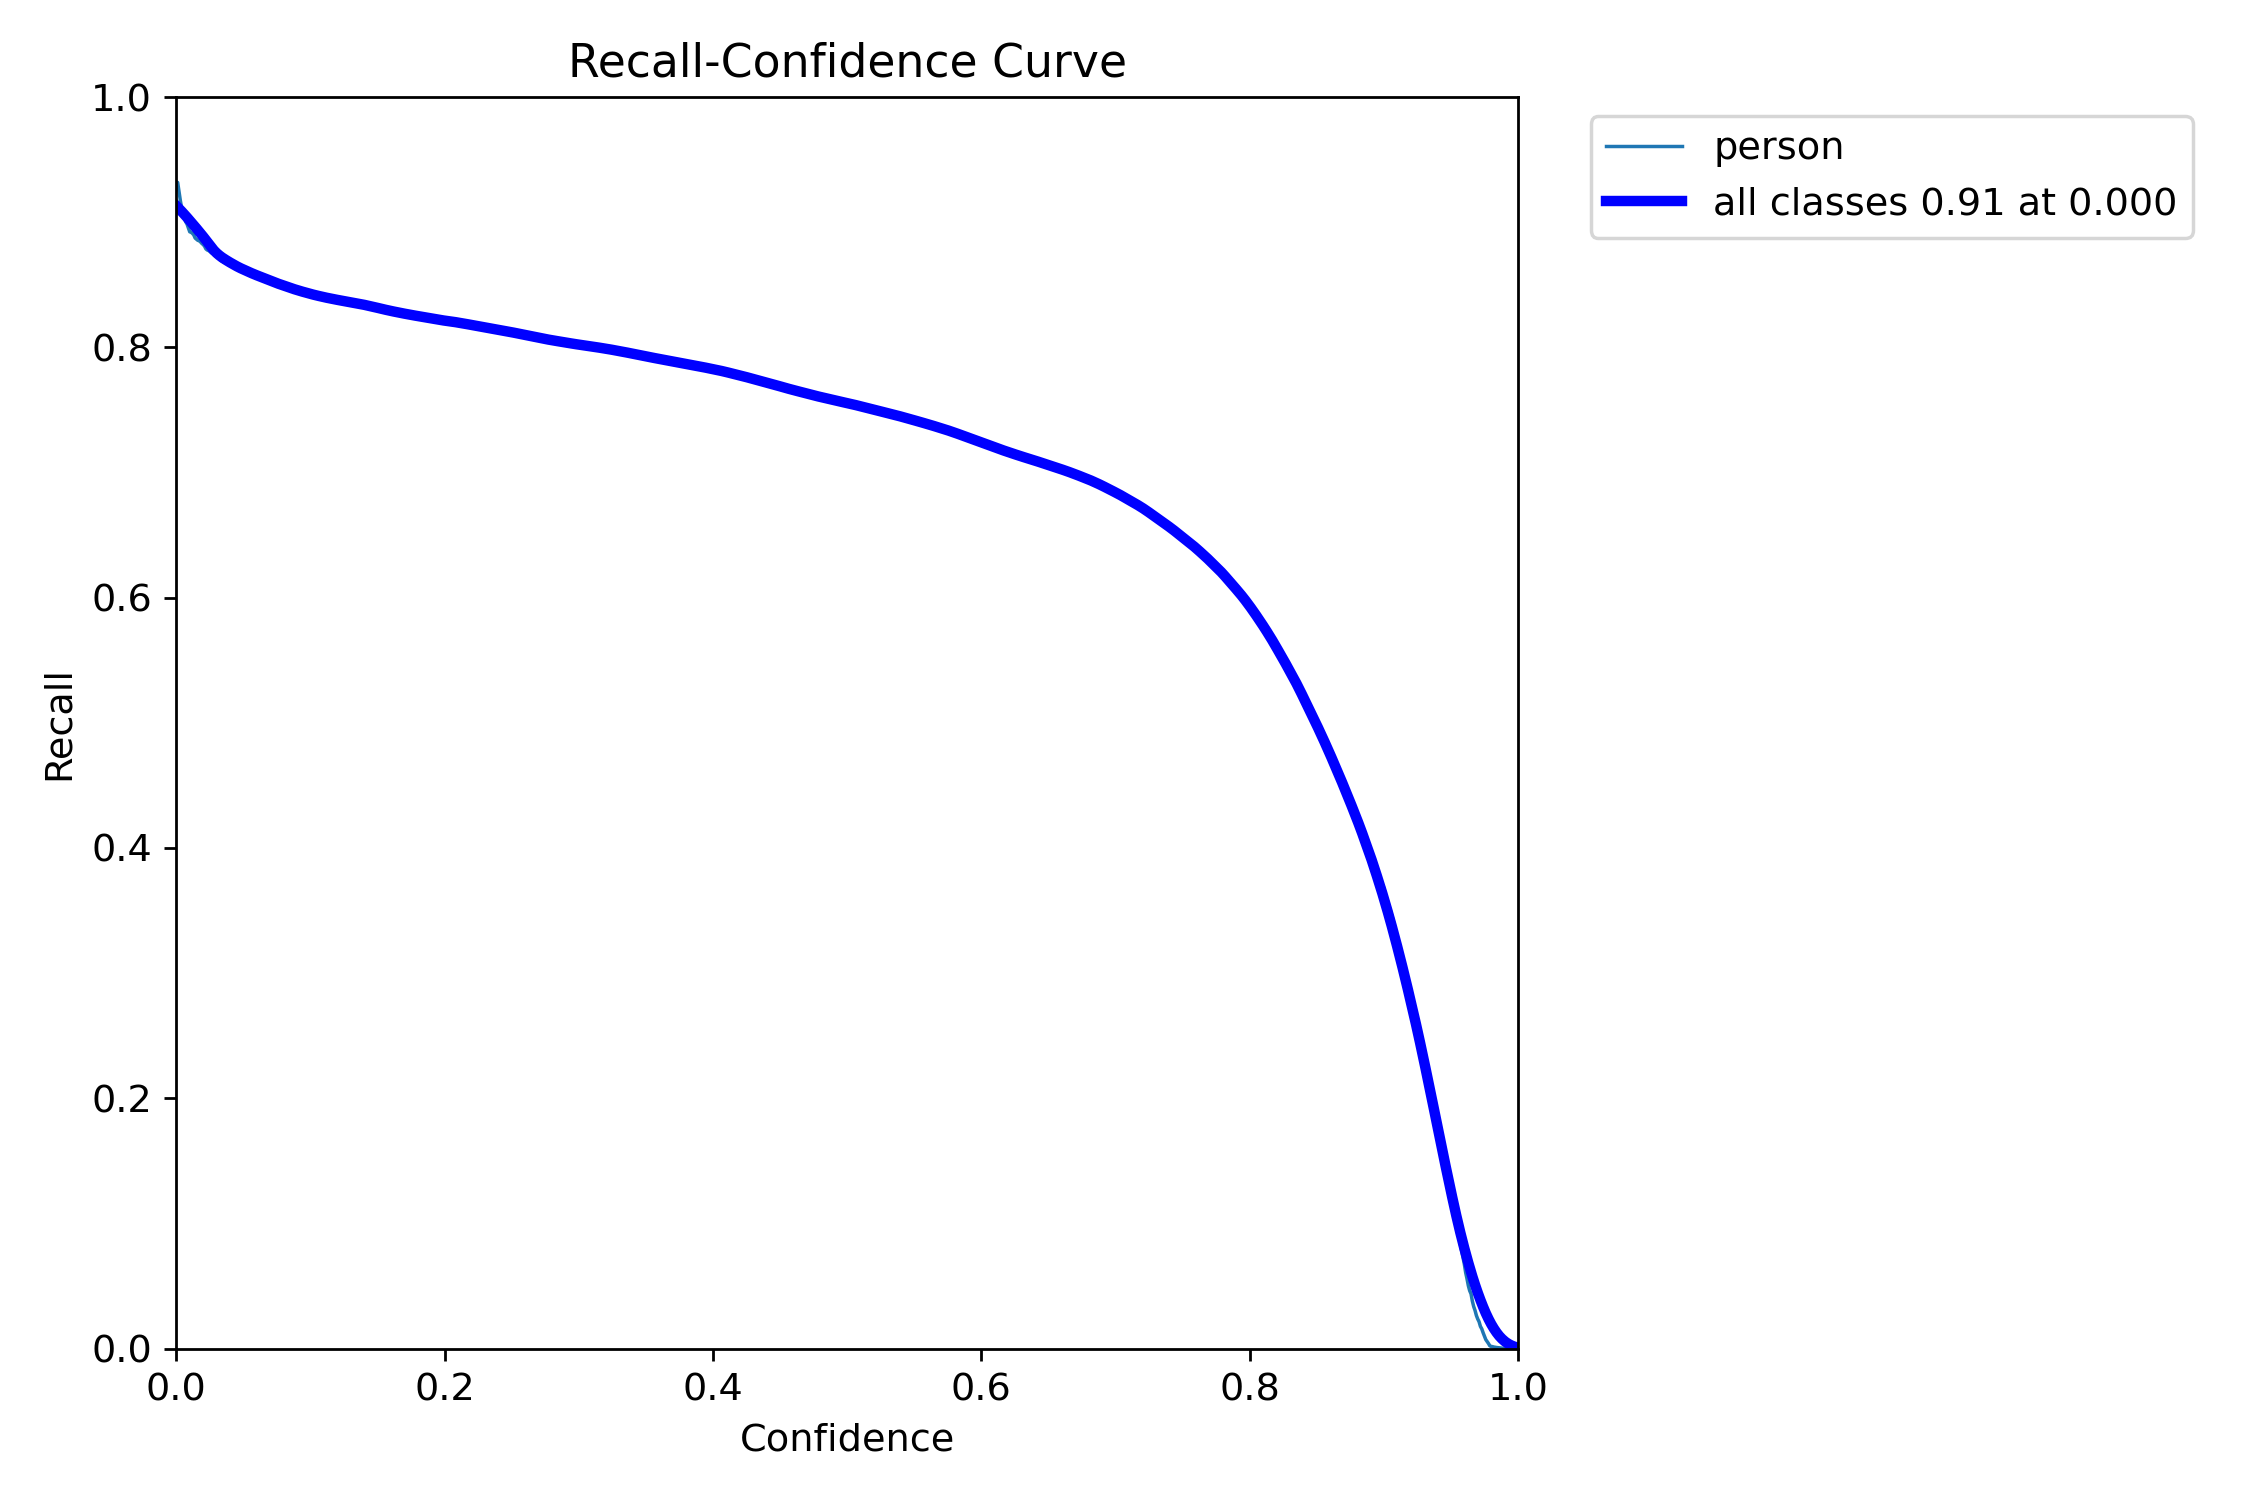 Recall-Confidence Curve
1.0
0.8
0.6
0.4
0.2
0.0
Recall
0.0 0.2 0.4 0.6 0.8 1.0
Confidence
person
all classes 0.91 at 0.000